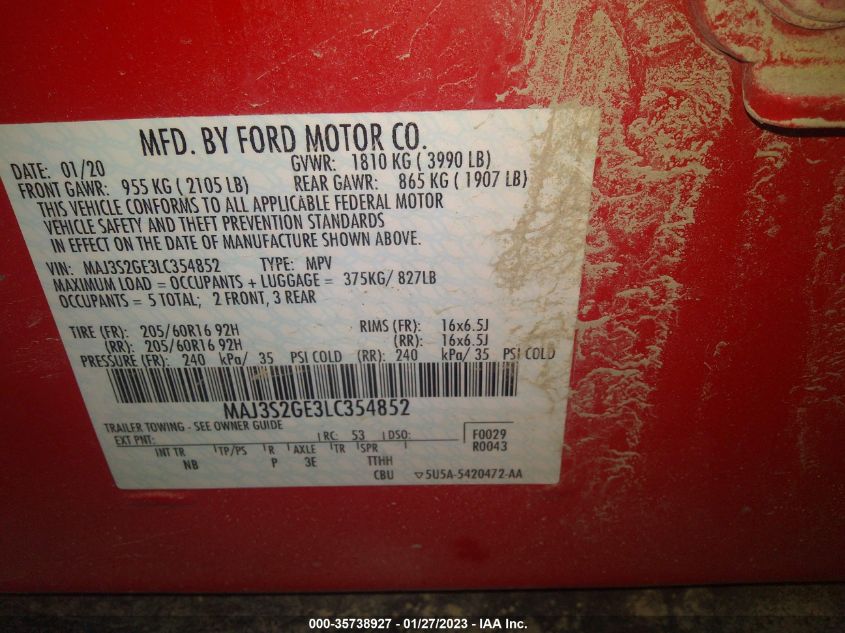 MFD. BY FORD MOTOR CO.
DATE: 01/20 GVWR: 1810 KG ( 3990 LB)
FRONT GAWR: 955 KG ( 2105 LB) REAR GAWR: 865 KG ( 1907 LB)
THIS VEHICLE CONFORMS TO ALL APPLICABLE FEDERAL MOTOR
VEHICLE SAFETY AND THEFT PREVENTION STANDARDS
IN EFFECT ON THE DATE OF MANUFACTURE SHOWN ABOVE.
VIN: MAJ3S2GE3LC354852 TYPE: MPV
MAXIMUM LOAD = OCCUPANTS + LUGGAGE = 375KG/ 827LB
OCCUPANTS = 5 TOTAL; 2 FRONT, 3 REAR
TIRE (FR): 205/60R16 92H RIMS (FR): 16x6.5J
(RR): 205/60R16 92H (RR): 16x6.5J
PRESSURE (FR): 240 kPa/ 35 PSI COLD (RR): 240 kPa/ 35 PSI COLD
MAJ3S2GE3LC354852
TRAILER TOWING - SEE OWNER GUIDE
EXT PNT: RC: 53 DSO: F0029
R0043
INT TR TP/PS R AXLE TR SPR
NB P 3E TTHH
CBU ▽5U5A-5420472-AA
000-35738927 - 01/27/2023 - IAA Inc.